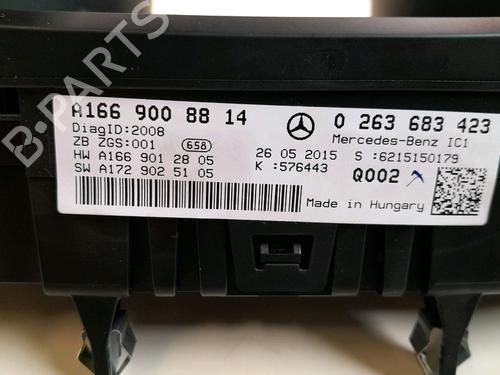 A166 900 88 14
0 263 683 423
DiagID:2008
Mercedes-Benz IC1
ZB ZGS:001
658
26 05 2015
S :6215150179
HW A166 901 28 05
K :576443
Q002
SW A172 902 51 05
Made in Hungary
B-PARTS